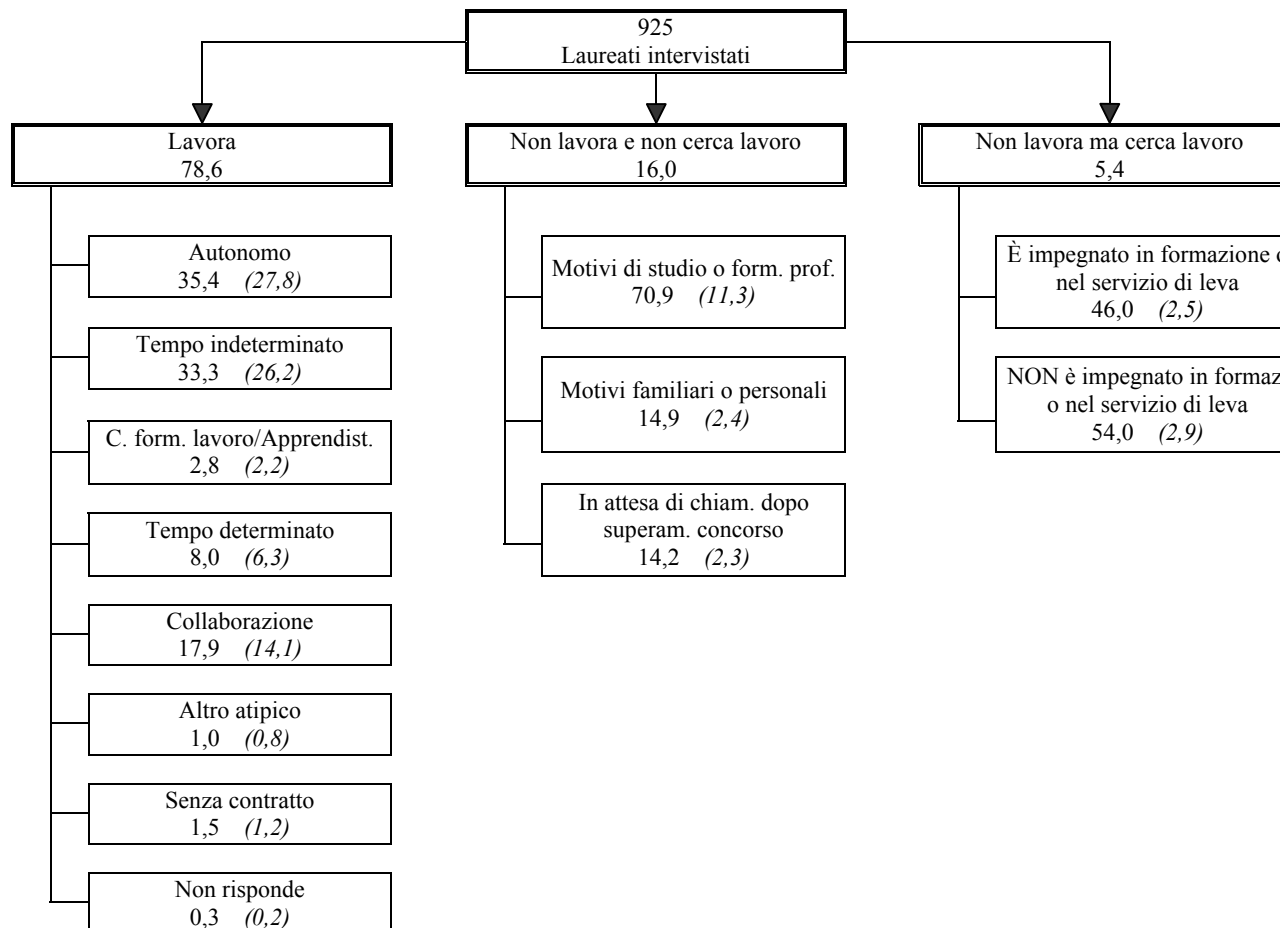 925
Laureati intervistati
Lavora
78,6
Autonomo
35,4 (27,8)
Tempo indeterminato
33,3 (26,2)
C. form. lavoro/Apprendist.
2,8 (2,2)
Tempo determinato
8,0 (6,3)
Collaborazione
17,9 (14,1)
Altro atipico
1,0 (0,8)
Senza contratto
1,5 (1,2)
Non risponde
0,3 (0,2)
Non lavora e non cerca lavoro
16,0
Motivi di studio o form. prof.
70,9 (11,3)
Motivi familiari o personali
14,9 (2,4)
In attesa di chiam. dopo
superam. concorso
14,2 (2,3)
Non lavora ma cerca lavoro
5,4
È impegnato in formazione
nel servizio di leva
46,0 (2,5)
NON è impegnato in
o nel servizio di leva
54,0 (2,9)